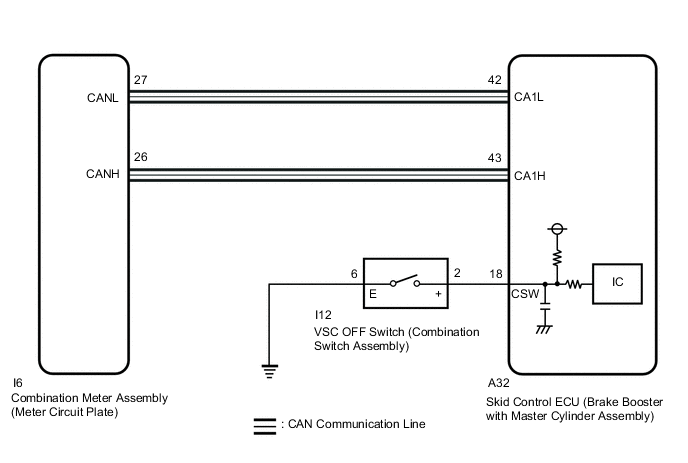 27
42
CANL
CA1L
26
43
CANH
CA1H
6
2
18
E
+
CSW
IC
I12
VSC OFF Switch (Combination
Switch Assembly)
I6
Combination Meter Assembly
(Meter Circuit Plate)
A32
Skid Control ECU (Brake Booster
with Master Cylinder Assembly)
: CAN Communication Line